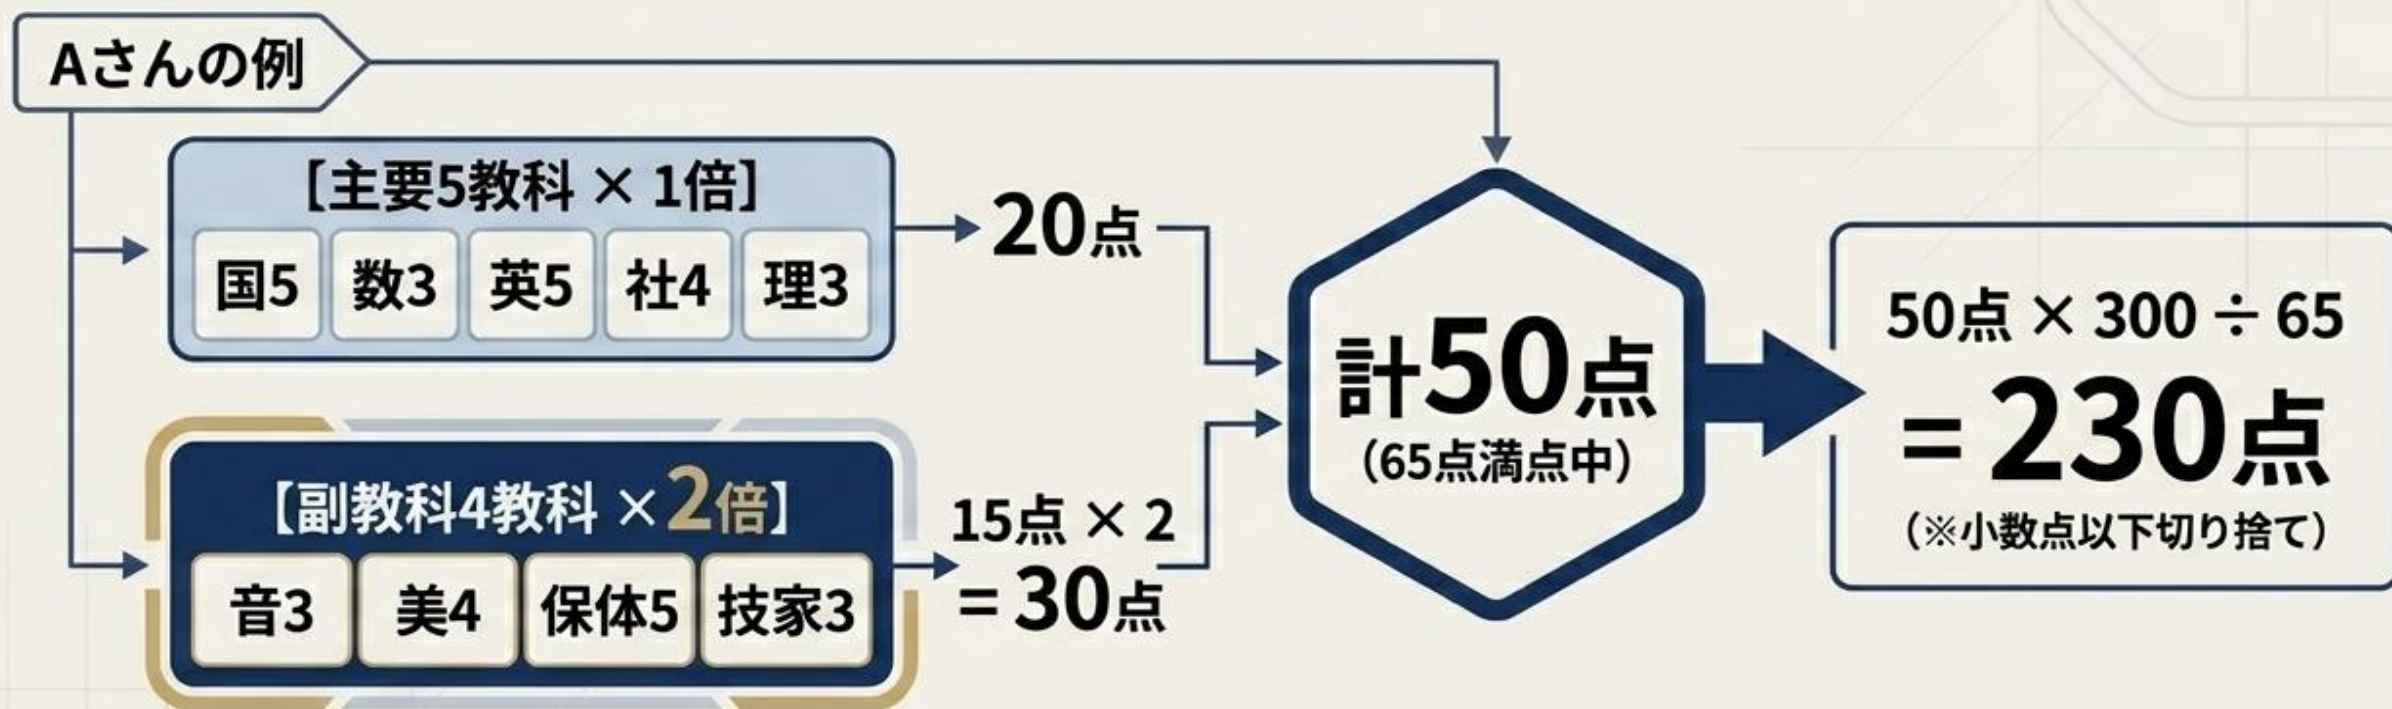 Aさんの例
【主要5教科 × 1倍】
国5 数3 英5 社4 理3
20点
【副教科4教科 ×2倍】
音3 美4 保体5 技家3
15点 × 2
= 30点
計50点
（65点満点中）
50点 × 300 ÷ 65
= 230点
（※小数点以下切り捨て）